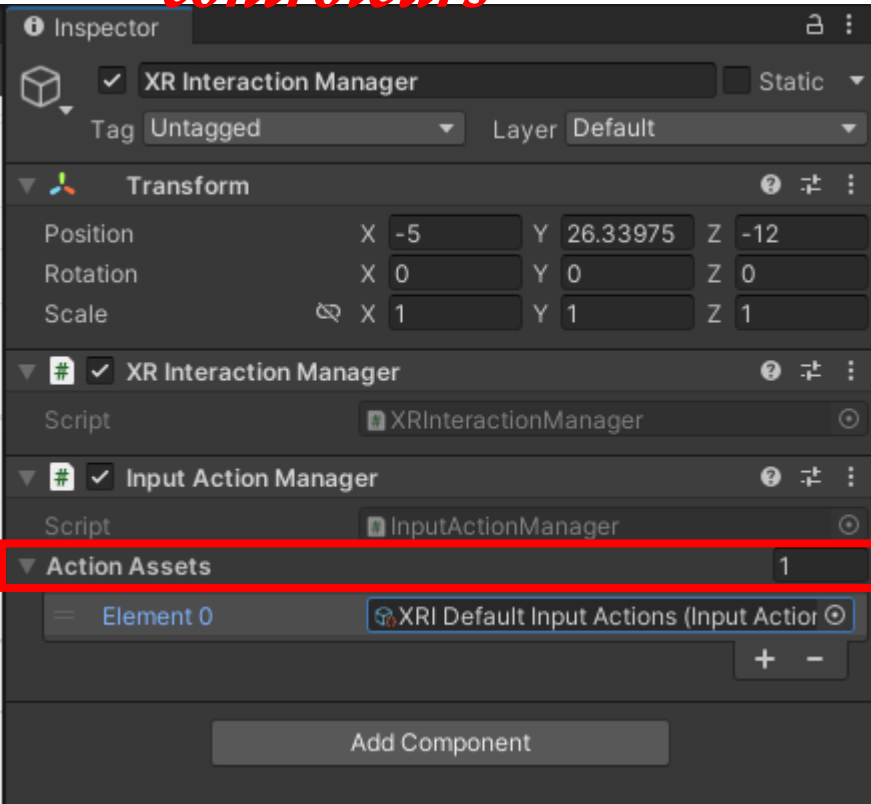 controleurs
Inspector
XR Interaction Manager Static
Tag Untagged Layer Default
Transform
Position X -5 Y 26.33975 Z -12
Rotation X 0 Y 0 Z 0
Scale X 1 Y 1 Z 1
# XR Interaction Manager
Script # XRInteractionManager
# Input Action Manager
Script # InputActionManager
Action Assets 1
Element 0 XRI Default Input Actions (Input Action
+ -
Add Component